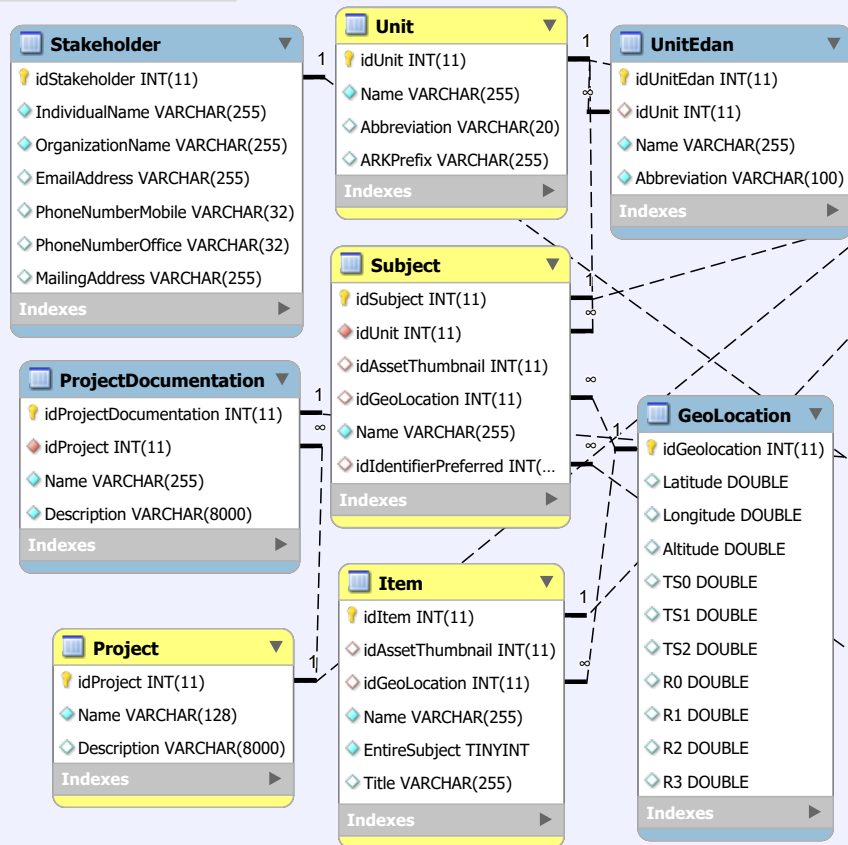 Stakeholder
idStakeholder INT(11)
IndividualName VARCHAR(255)
OrganizationName VARCHAR(255)
EmailAddress VARCHAR(255)
PhoneNumberMobile VARCHAR(32)
PhoneNumberOffice VARCHAR(32)
MailingAddress VARCHAR(255)
Indexes
1
Unit
idUnit INT(11)
Name VARCHAR(255)
Abbreviation VARCHAR(20)
ARKPrefix VARCHAR(255)
Indexes
1
∞
UnitEdan
idUnitEdan INT(11)
idUnit INT(11)
Name VARCHAR(255)
Abbreviation VARCHAR(100)
Indexes
Subject
idSubject INT(11)
idUnit INT(11)
idAssetThumbnail INT(11)
idGeoLocation INT(11)
Name VARCHAR(255)
idIdentifierPreferred INT(...
Indexes
1
∞
∞
∞
ProjectDocumentation
idProjectDocumentation INT(11)
idProject INT(11)
Name VARCHAR(255)
Description VARCHAR(8000)
Indexes
1
∞
GeoLocation
1
idGeolocation INT(11)
Latitude DOUBLE
Longitude DOUBLE
Altitude DOUBLE
TS0 DOUBLE
TS1 DOUBLE
TS2 DOUBLE
R0 DOUBLE
R1 DOUBLE
R2 DOUBLE
R3 DOUBLE
Indexes
Project
idProject INT(11)
Name VARCHAR(128)
Description VARCHAR(8000)
Indexes
1
Item
idItem INT(11)
idAssetThumbnail INT(11)
idGeoLocation INT(11)
Name VARCHAR(255)
EntireSubject TINYINT
Title VARCHAR(255)
Indexes
1
∞